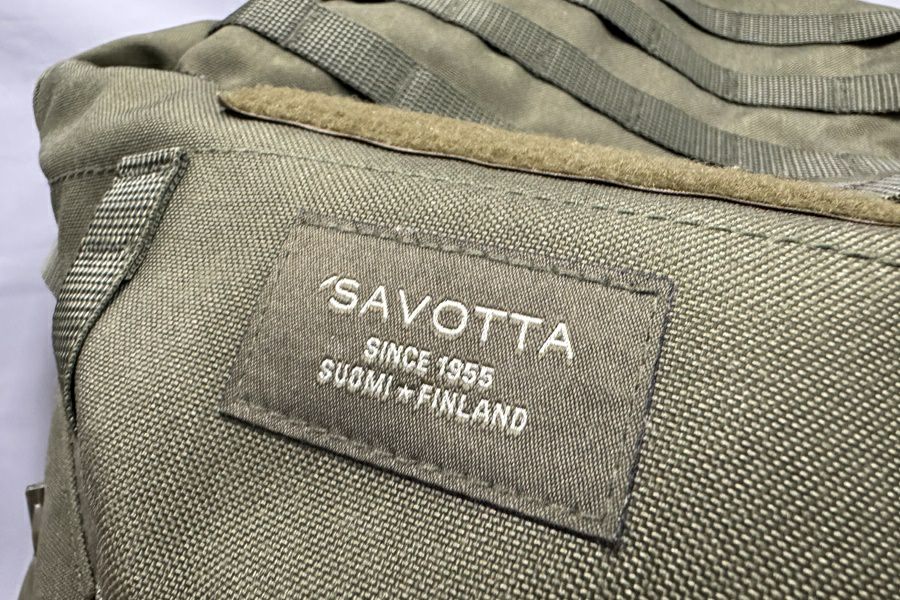 'SAVOTTA
SINCE 1955
SUOMI★FINLAND